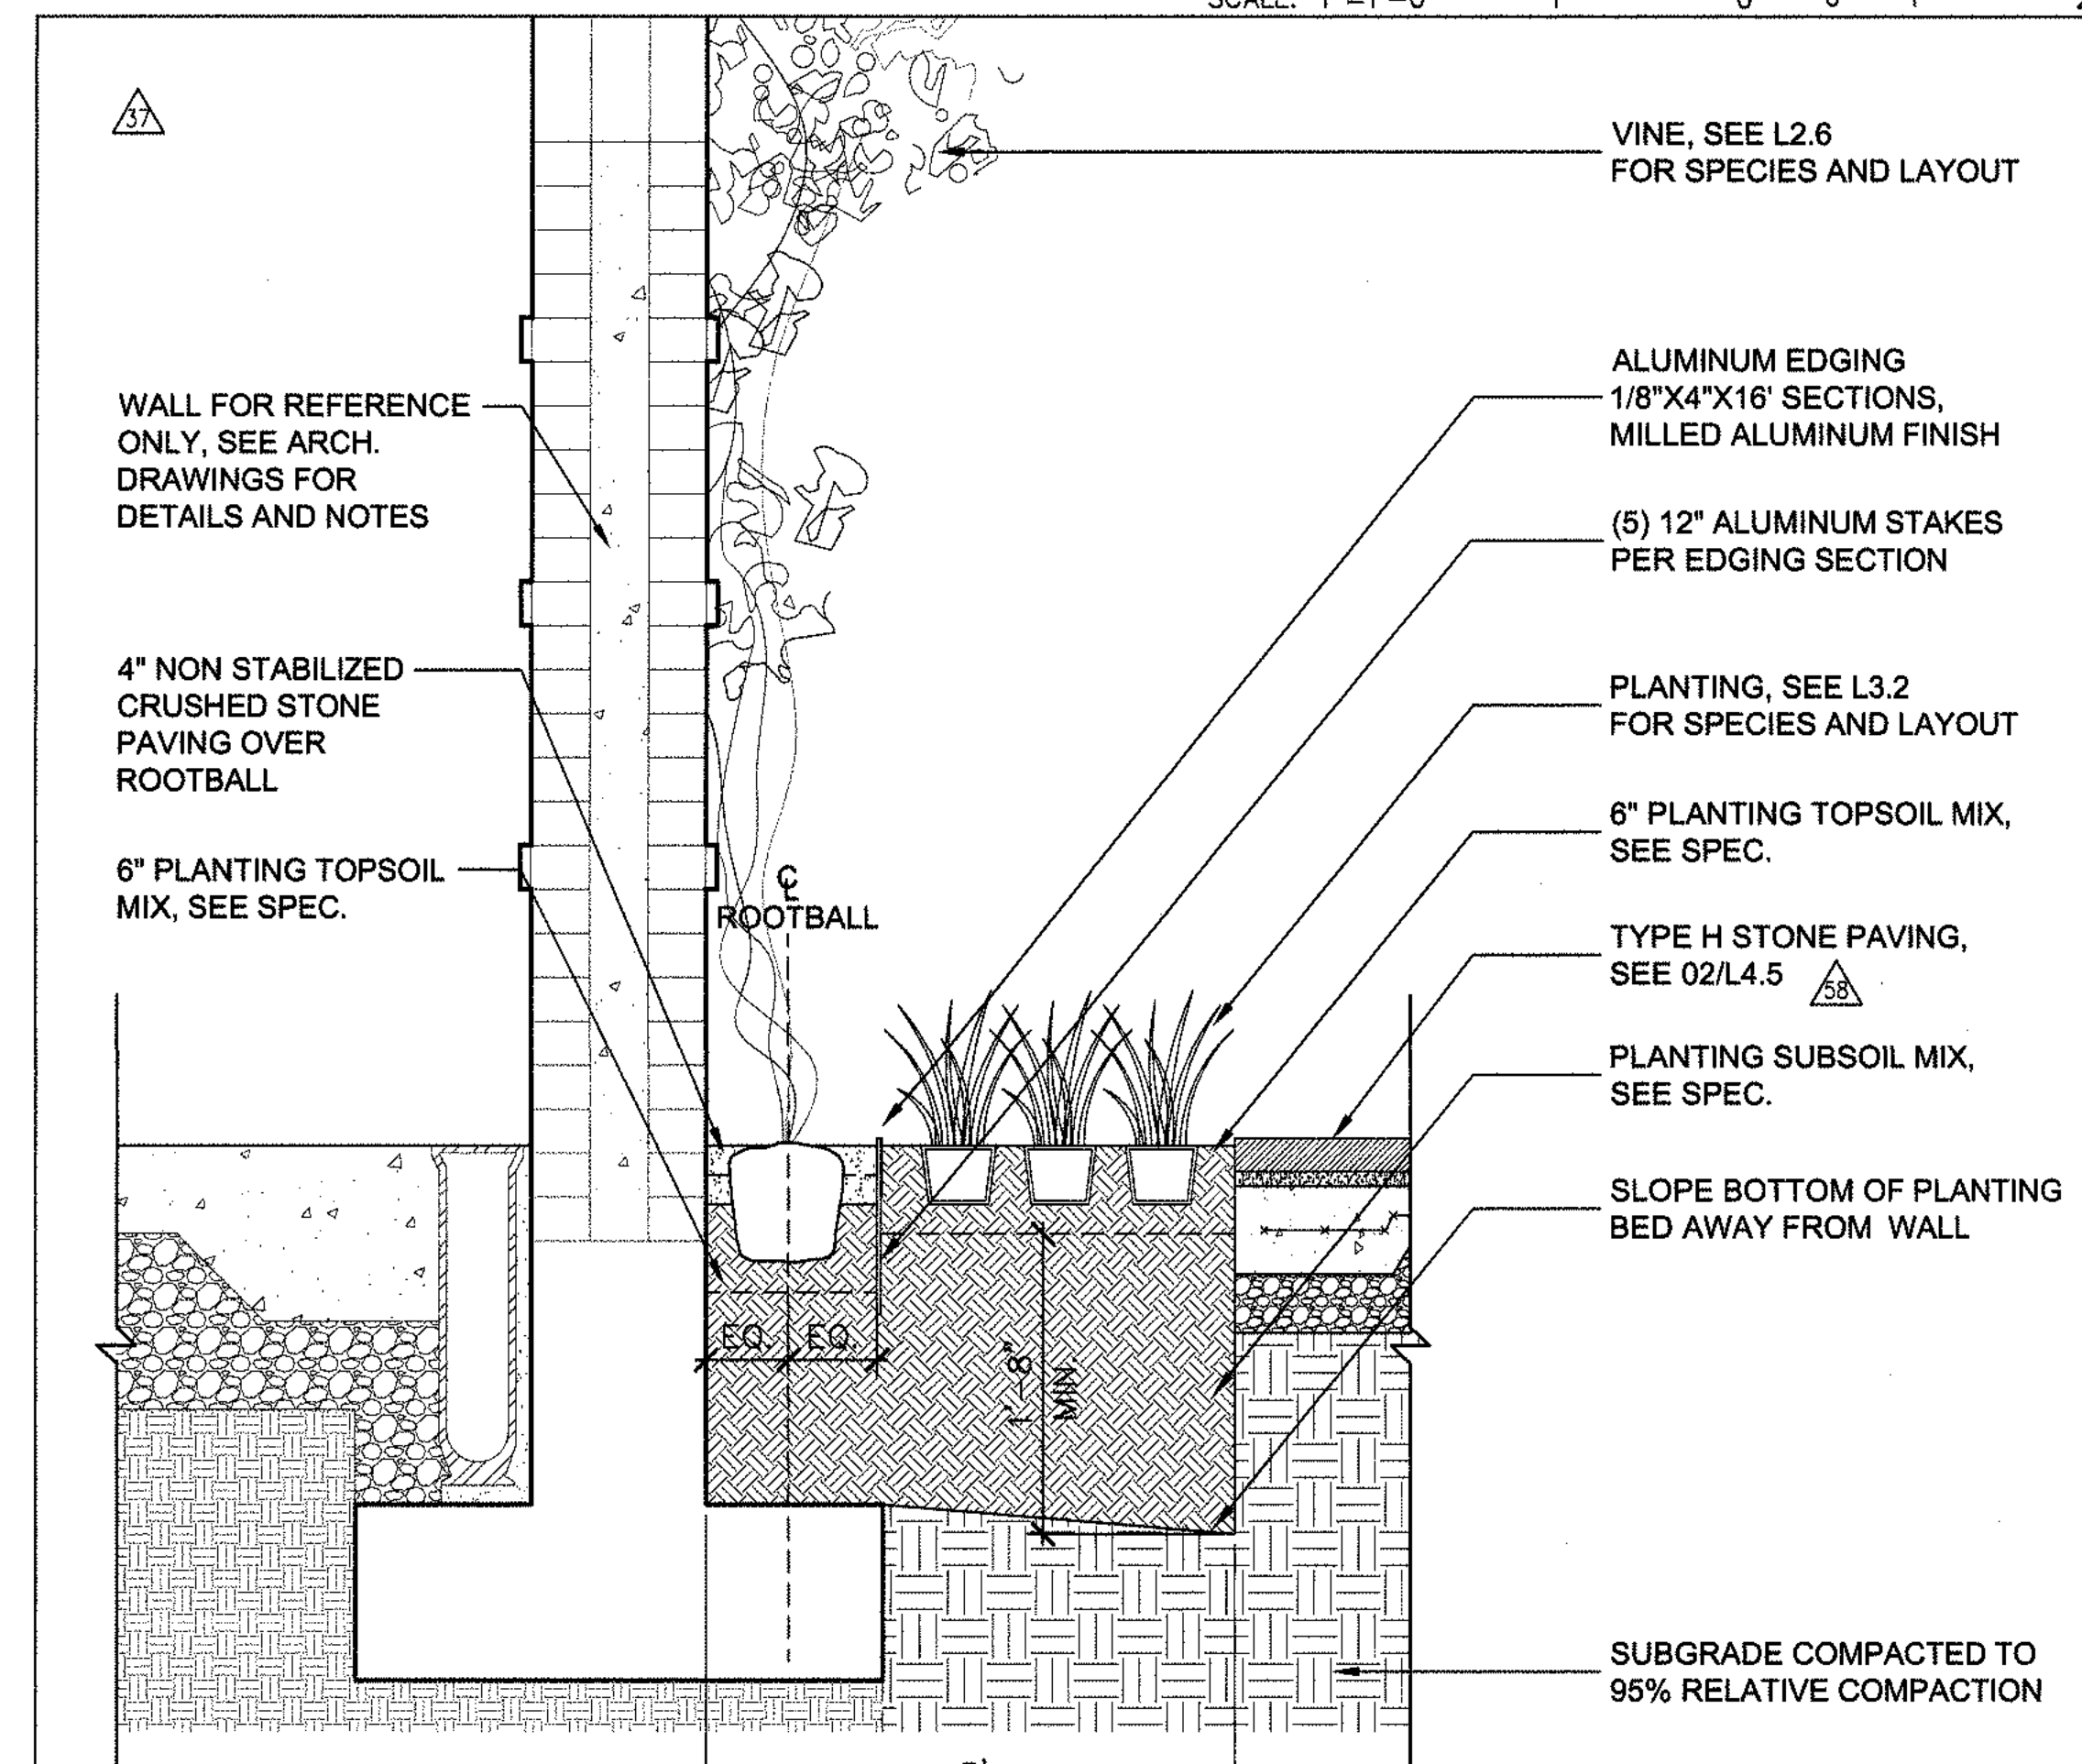 37
VINE, SEE L2.6
FOR SPECIES AND LAYOUT
WALL FOR REFERENCE
ONLY, SEE ARCH.
DRAWINGS FOR
DETAILS AND NOTES
ALUMINUM EDGING
1/8"X4"X16' SECTIONS,
MILLED ALUMINUM FINISH
(5) 12" ALUMINUM STAKES
PER EDGING SECTION
4" NON STABILIZED
CRUSHED STONE
PAVING OVER
ROOTBALL
PLANTING, SEE L3.2
FOR SPECIES AND LAYOUT
6" PLANTING TOPSOIL MIX,
SEE SPEC.
6" PLANTING TOPSOIL
MIX, SEE SPEC.
℄
ROOTBALL
TYPE H STONE PAVING,
SEE 02/L4.5 58
PLANTING SUBSOIL MIX,
SEE SPEC.
SLOPE BOTTOM OF PLANTING
BED AWAY FROM WALL
EQ. EQ.
1'-8"
MIN.
SUBGRADE COMPACTED TO
95% RELATIVE COMPACTION